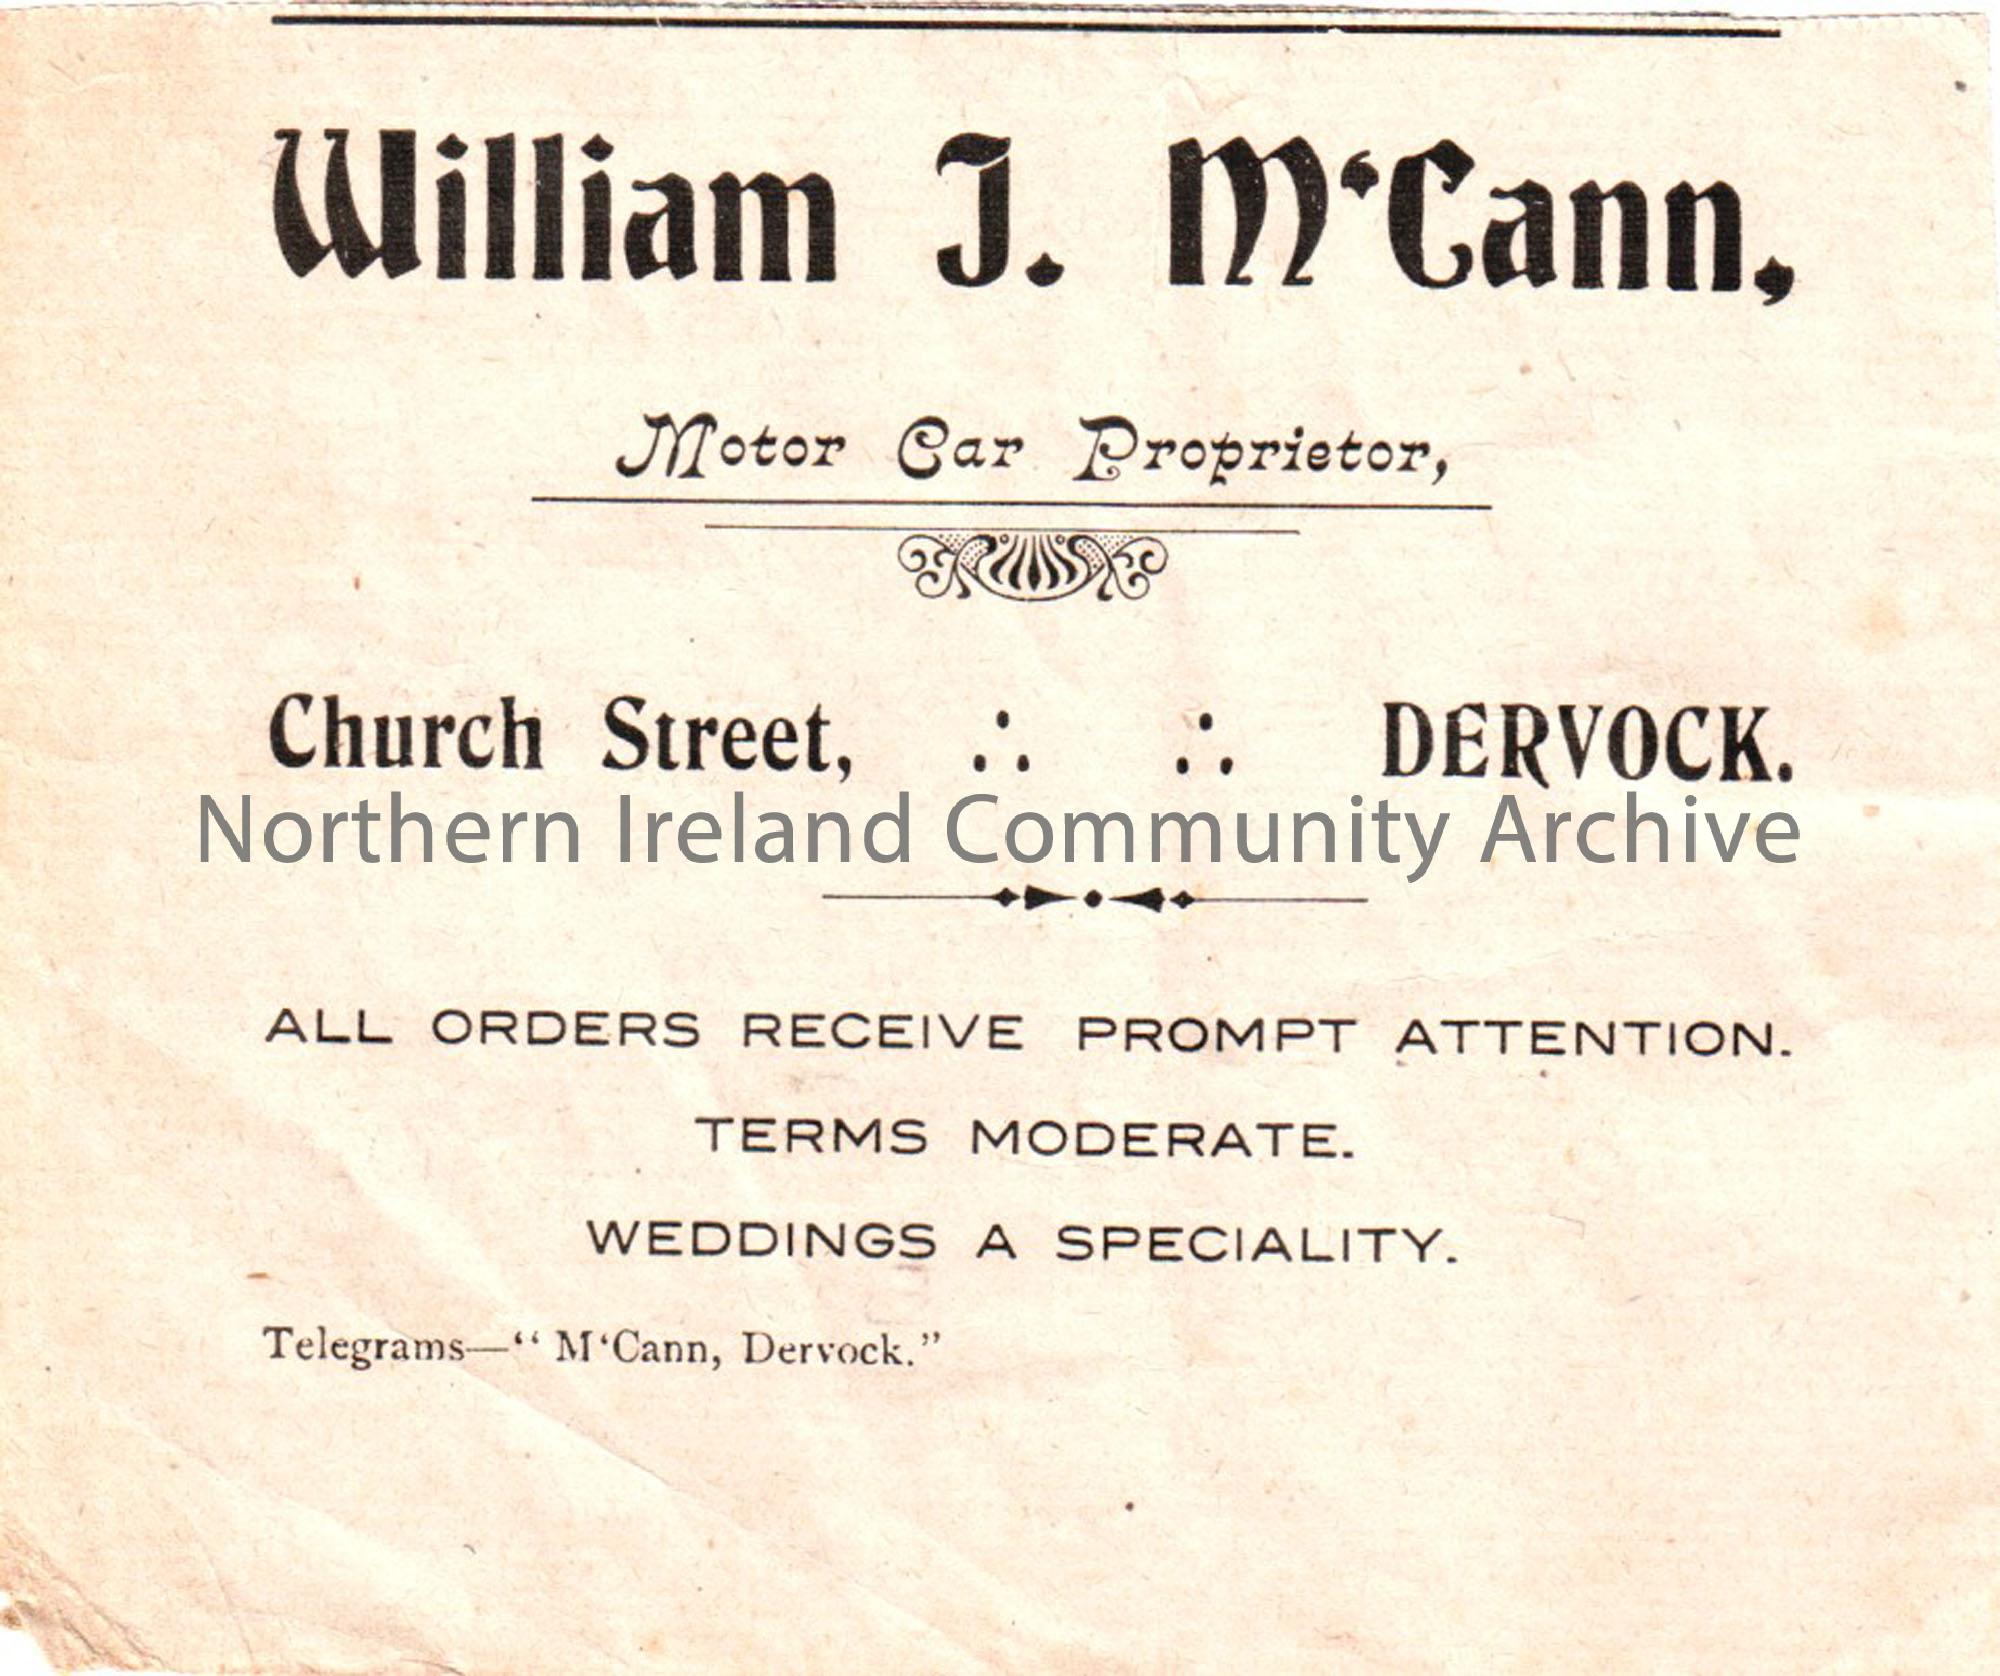 William J. M‘Cann,
Motor Car Proprietor,
Church Street, ∴ ∴ DERVOCK.
Northern Ireland Community Archive
ALL ORDERS RECEIVE PROMPT ATTENTION.
TERMS MODERATE.
WEDDINGS A SPECIALITY.
Telegrams—“ M‘Cann, Dervock.”